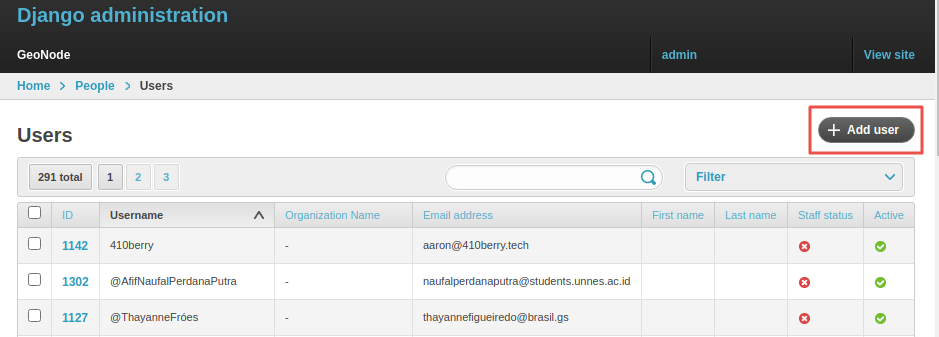 Django administration
GeoNode admin View site
Home > People > Users
Users + Add user
291 total 1 2 3 Filter
ID Username Organization Name Email address First name Last name Staff status Active
1142 410berry - aaron@410berry.tech
1302 @AfifNaufalPerdanaPutra - naufalperdanaputra@students.unnes.ac.id
1127 @ThayanneFróes - thayannefigueiredo@brasil.gs